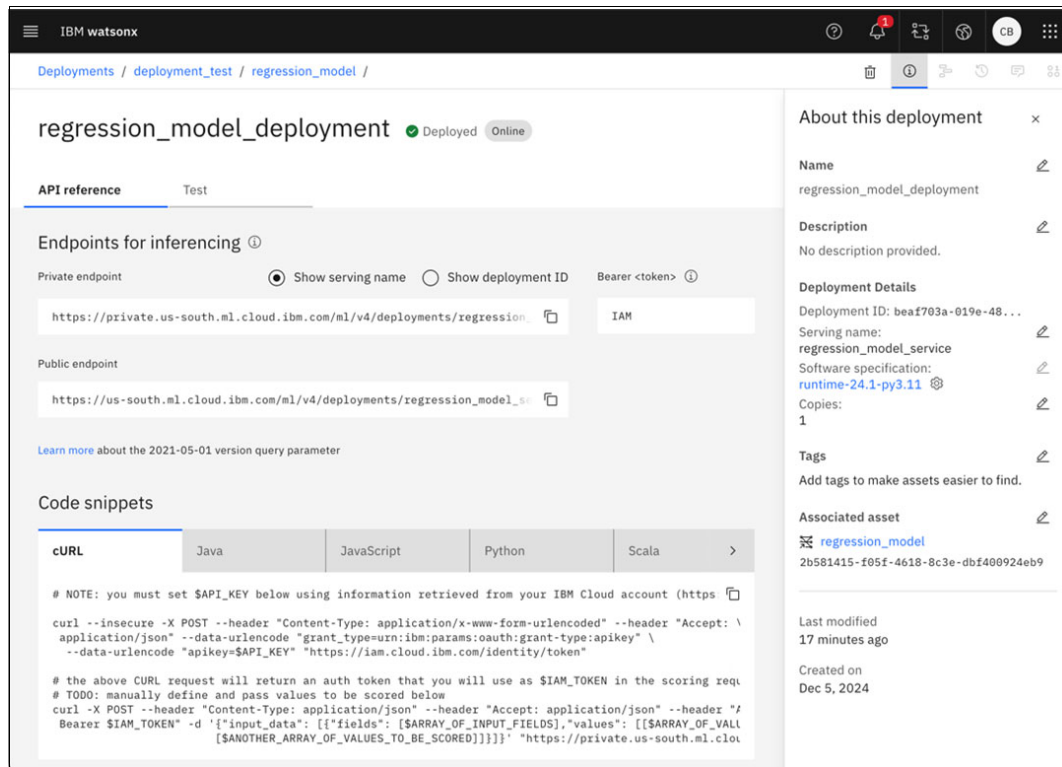 IBM watsonx
1
CB
Deployments / deployment_test / regression_model /
regression_model_deployment
Deployed
Online
API reference
Test
Endpoints for inferencing
Private endpoint
Show serving name
Show deployment ID
Bearer <token>
https://private.us-south.ml.cloud.ibm.com/ml/v4/deployments/regression_
IAM
Public endpoint
https://us-south.ml.cloud.ibm.com/ml/v4/deployments/regression_model_se
Learn more about the 2021-05-01 version query parameter
Code snippets
cURL
Java
JavaScript
Python
Scala
# NOTE: you must set $API_KEY below using information retrieved from your IBM Cloud account (https
curl --insecure -X POST --header "Content-Type: application/x-www-form-urlencoded" --header "Accept: \
application/json" --data-urlencode "grant_type=urn:ibm:params:oauth:grant-type:apikey" \
--data-urlencode "apikey=$API_KEY" "https://iam.cloud.ibm.com/identity/token"
# the above CURL request will return an auth token that you will use as $IAM_TOKEN in the scoring requ
# TODO: manually define and pass values to be scored below
curl -X POST --header "Content-Type: application/json" --header "Accept: application/json" --header "A
Bearer $IAM_TOKEN" -d '{"input_data": [{"fields": [$ARRAY_OF_INPUT_FIELDS],"values": [[$ARRAY_OF_VALU
[$ANOTHER_ARRAY_OF_VALUES_TO_BE_SCORED]]}]}' "https://private.us-south.ml.clou
About this deployment
Name
regression_model_deployment
Description
No description provided.
Deployment Details
Deployment ID: beaf703a-019e-48...
Serving name:
regression_model_service
Software specification:
runtime-24.1-py3.11
Copies:
1
Tags
Add tags to make assets easier to find.
Associated asset
regression_model
2b581415-f05f-4618-8c3e-dbf400924eb9
Last modified
17 minutes ago
Created on
Dec 5, 2024